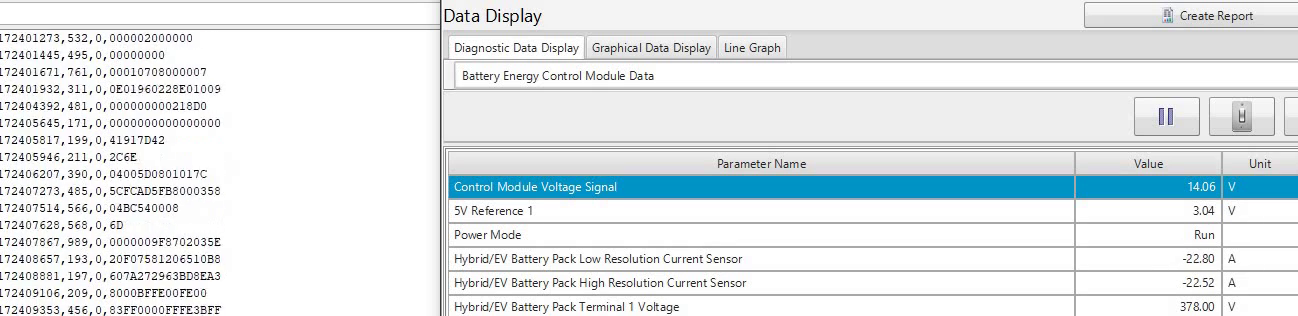 Data Display
Create Report
172401273,532,0,000002000000
172401445,495,0,00000000
172401671,761,0,00010708000007
172401932,311,0,0E01960228E01009
172404392,481,0,000000000218D0
172405645,171,0,0000000000000000
172405817,199,0,41917D42
172405946,211,0,2C6E
172406207,390,0,04005D0801017C
172407273,485,0,5CFCAD5FB8000358
172407514,566,0,04BC540008
172407628,568,0,6D
172407867,989,0,0000009F8702035E
172408657,193,0,20F07581206510B8
172408881,197,0,607A272963BD8EA3
172409106,209,0,8000BFFE00FE00
172409353,456,0,83FF0000FFFE3BFF
Diagnostic Data Display Graphical Data Display Line Graph
Battery Energy Control Module Data
Parameter Name Value Unit
Control Module Voltage Signal 14.06 V
5V Reference 1 3.04 V
Power Mode Run
Hybrid/EV Battery Pack Low Resolution Current Sensor -22.80 A
Hybrid/EV Battery Pack High Resolution Current Sensor -22.52 A
Hybrid/EV Battery Pack Terminal 1 Voltage 378.00 V